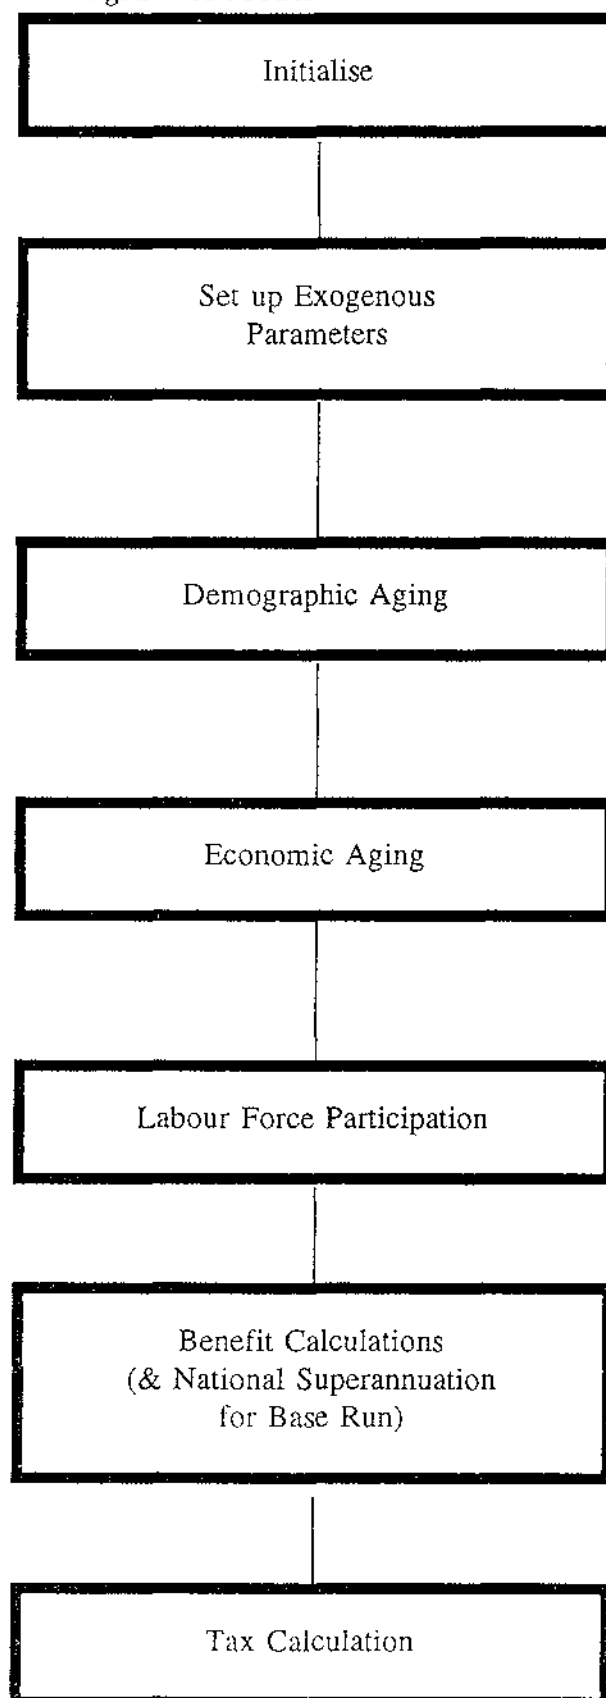 Initialise
Set up Exogenous
Parameters
Demographic Aging
Economic Aging
Labour Force Participation
Benefit Calculations
(& National Superannuation
for Base Run)
Tax Calculation